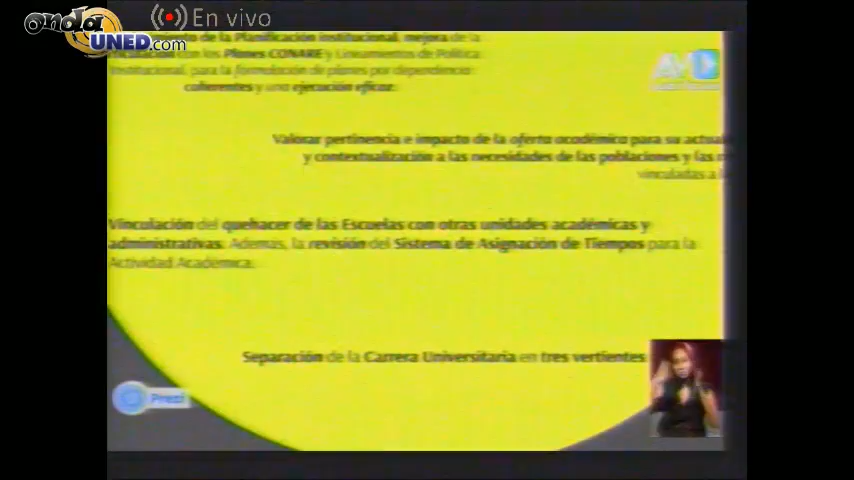 onda
UNED.com
En vivo
de la Planificación institucional, mejora de la
con los Planes CONARE y Lineamientos de Política
Institucional, para la formulación de planes por dependencia
coherentes y una ejecución eficaz.
Valorar pertinencia e impacto de la oferta académica para su
y contextualización a las necesidades de las poblaciones y las
vinculadas a
Vinculación del quehacer de las Escuelas con otras unidades académicas y
administrativas. Además, la revisión del Sistema de Asignación de Tiempos para la
Actividad Académica.
Separación de la Carrera Universitaria en tres vertientes
Prezi